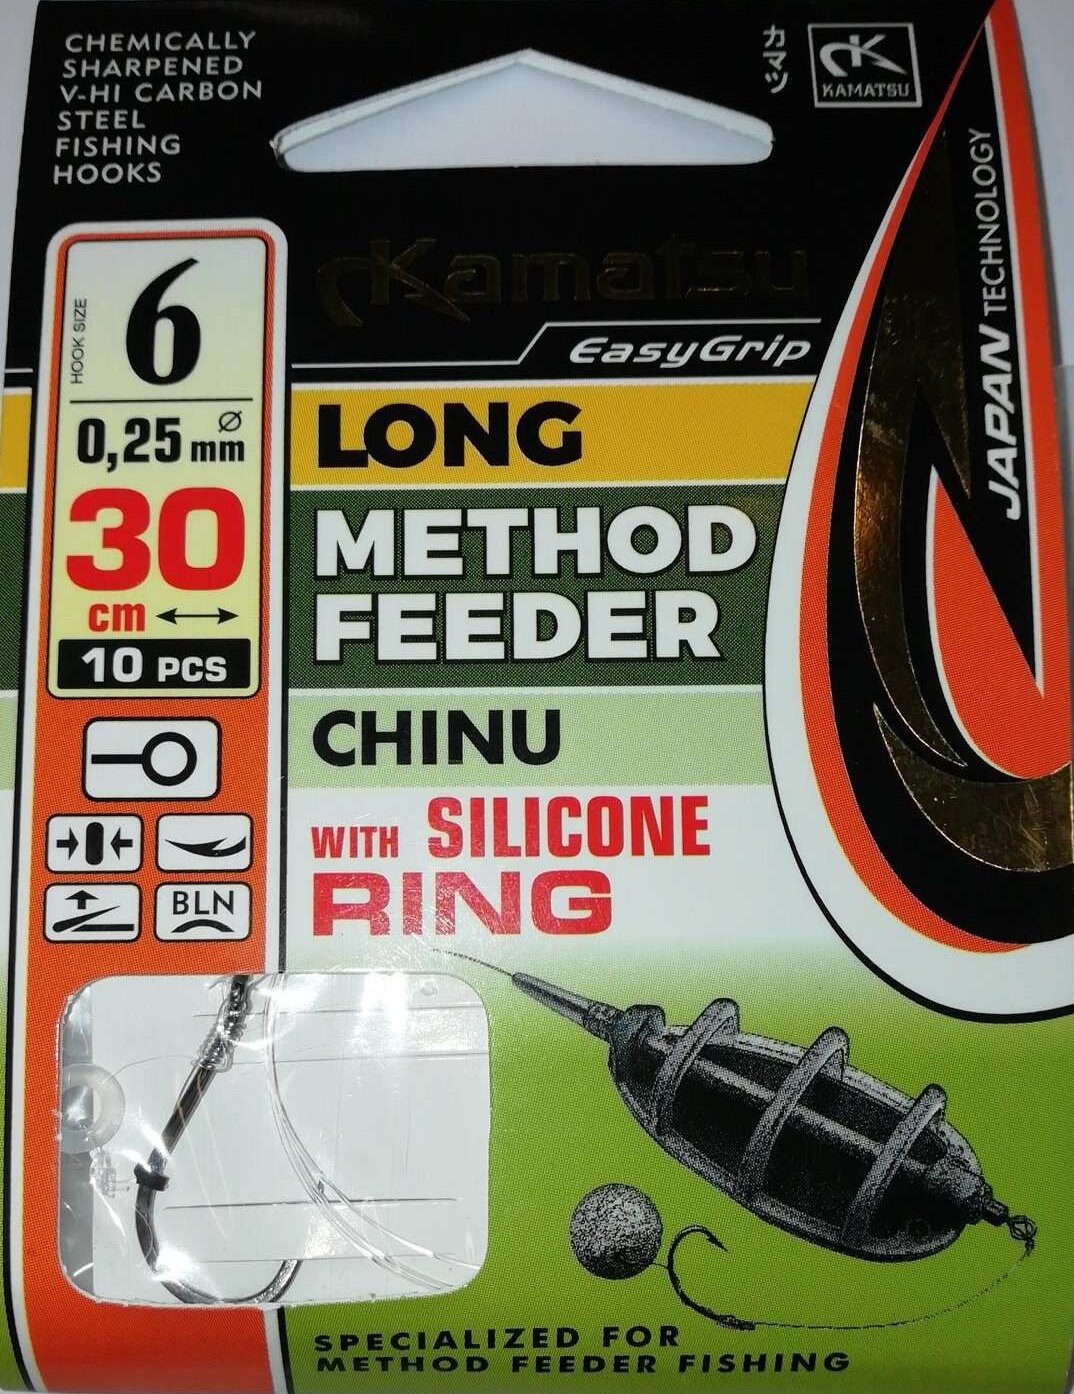 CHEMICALLY
SHARPENED
V-HI CARBON
STEEL
FISHING
HOOKS
カマツ
KAMATSU
JAPAN TECHNOLOGY
Kamatsu
EasyGrip
HOOK SIZE
6
0,25 mm ⌀
30
cm
10 PCS
BLN
LONG
METHOD
FEEDER
CHINU
WITH SILICONE
RING
SPECIALIZED FOR
METHOD FEEDER FISHING